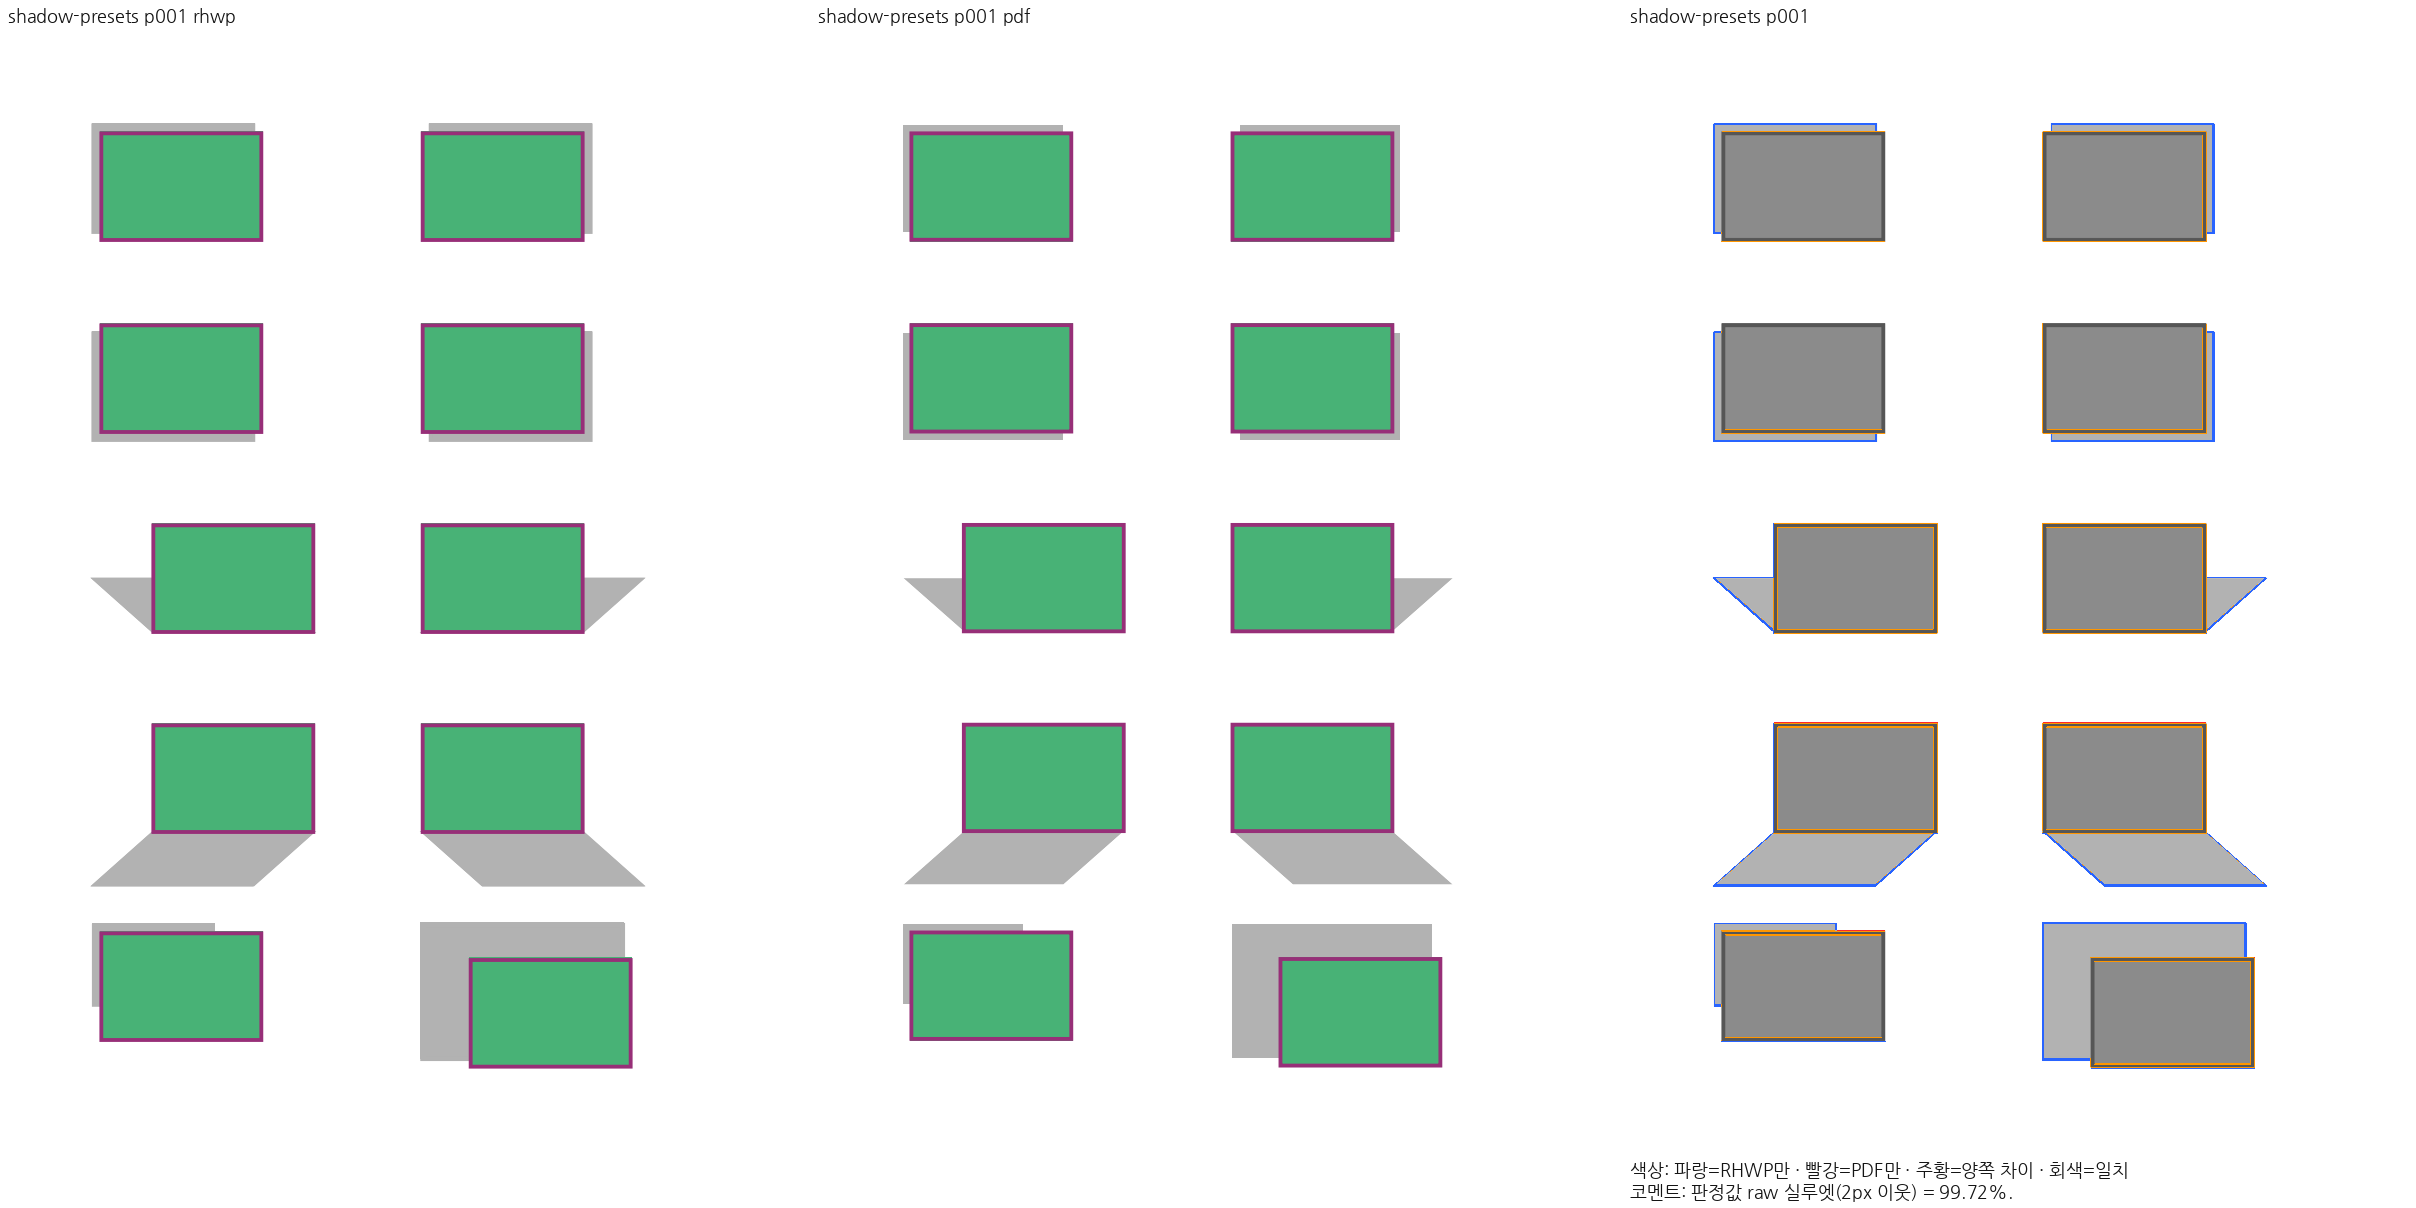 shadow-presets p001 rhwp
shadow-presets p001 pdf
shadow-presets p001
색상: 파랑=RHWP만 · 빨강=PDF만 · 주황=양쪽 차이 · 회색=일치
코멘트: 판정값 raw 실루엣(2px 이웃) = 99.72%.